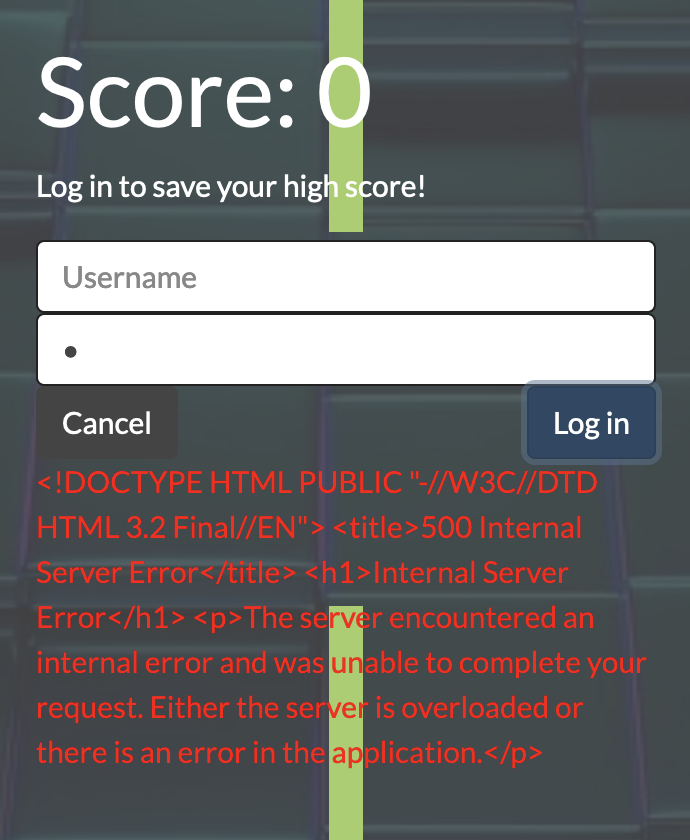 Score: 0
Log in to save your high score!
Username
•
Cancel
Log in
<!DOCTYPE HTML PUBLIC "-//W3C//DTD
HTML 3.2 Final//EN"> <title>500 Internal
Server Error</title> <h1>Internal Server
Error</h1> <p>The server encountered an
internal error and was unable to complete your
request. Either the server is overloaded or
there is an error in the application.</p>